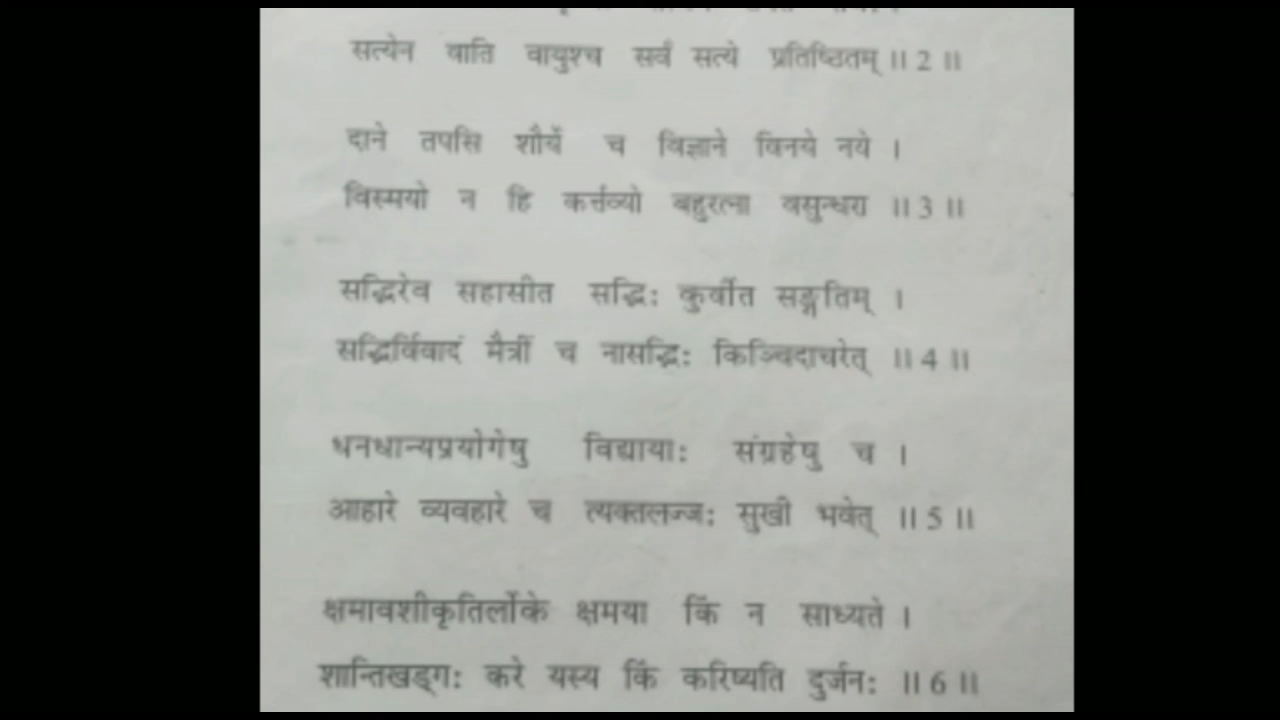 सत्येन वाति वायुश्च सर्वं सत्ये प्रतिष्ठितम् ॥ 2 ॥
दाने तपसि शौर्ये च विज्ञाने विनये नये ।
विस्मयो न हि कर्त्तव्यो बहुरत्ना वसुन्धरा ॥ 3 ॥
सद्भिरेव सहासीत सद्भिः कुर्वीत सङ्गतिम् ।
सद्भिर्विवादं मैत्रीं च नासद्भिः किञ्चिदाचरेत् ॥ 4 ॥
धनधान्यप्रयोगेषु विद्यायाः संग्रहेषु च ।
आहारे व्यवहारे च त्यक्तलज्जः सुखी भवेत् ॥ 5 ॥
क्षमावशीकृतिर्लोके क्षमया किं न साध्यते ।
शान्तिखड्गः करे यस्य किं करिष्यति दुर्जनः ॥ 6 ॥